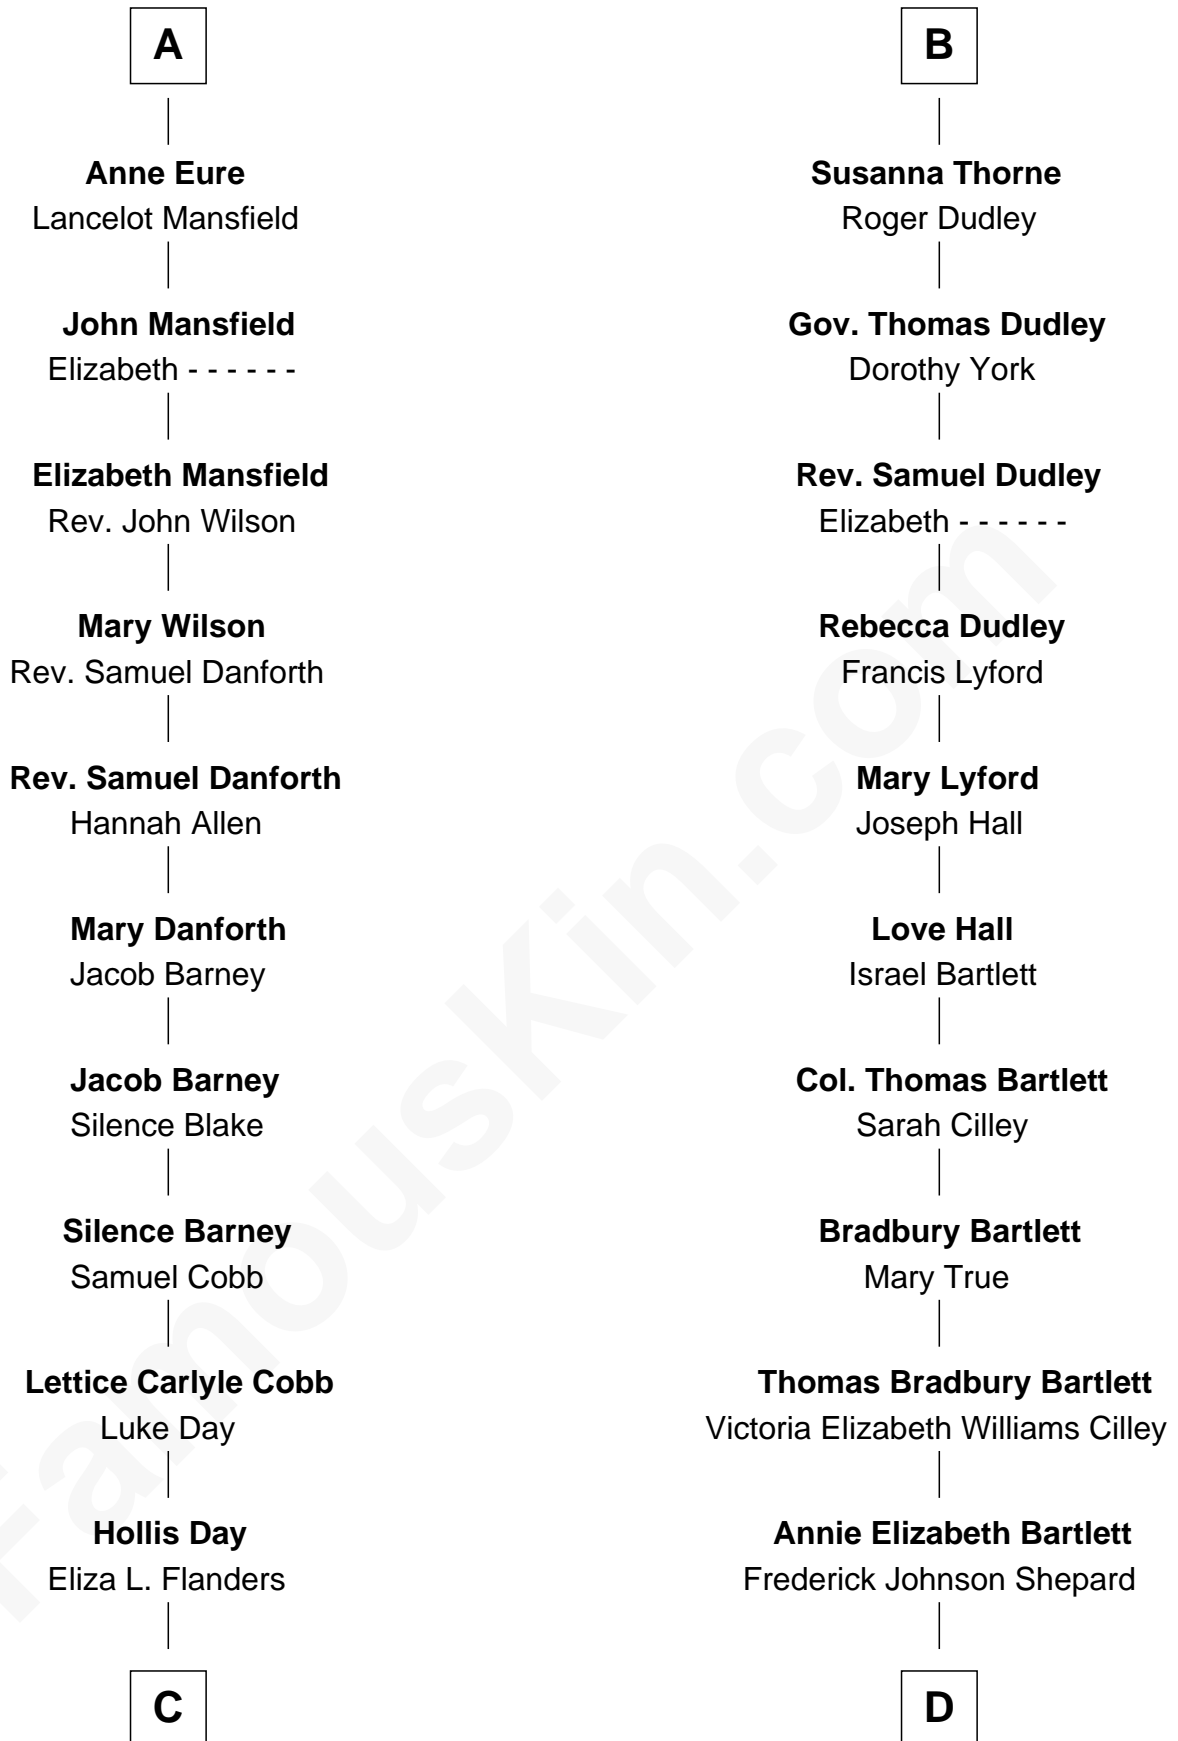 A
Anne Eure
Lancelot Mansfield
John Mansfield
Elizabeth - - - - - -
Elizabeth Mansfield
Rev. John Wilson
Mary Wilson
Rev. Samuel Danforth
Rev. Samuel Danforth
Hannah Allen
Mary Danforth
Jacob Barney
Jacob Barney
Silence Blake
Silence Barney
Samuel Cobb
Lettice Carlyle Cobb
Luke Day
Hollis Day
Eliza L. Flanders
C
B
Susanna Thorne
Roger Dudley
Gov. Thomas Dudley
Dorothy York
Rev. Samuel Dudley
Elizabeth - - - - - -
Rebecca Dudley
Francis Lyford
Mary Lyford
Joseph Hall
Love Hall
Israel Bartlett
Col. Thomas Bartlett
Sarah Cilley
Bradbury Bartlett
Mary True
Thomas Bradbury Bartlett
Victoria Elizabeth Williams Cilley
Annie Elizabeth Bartlett
Frederick Johnson Shepard
D
FamousKin.com